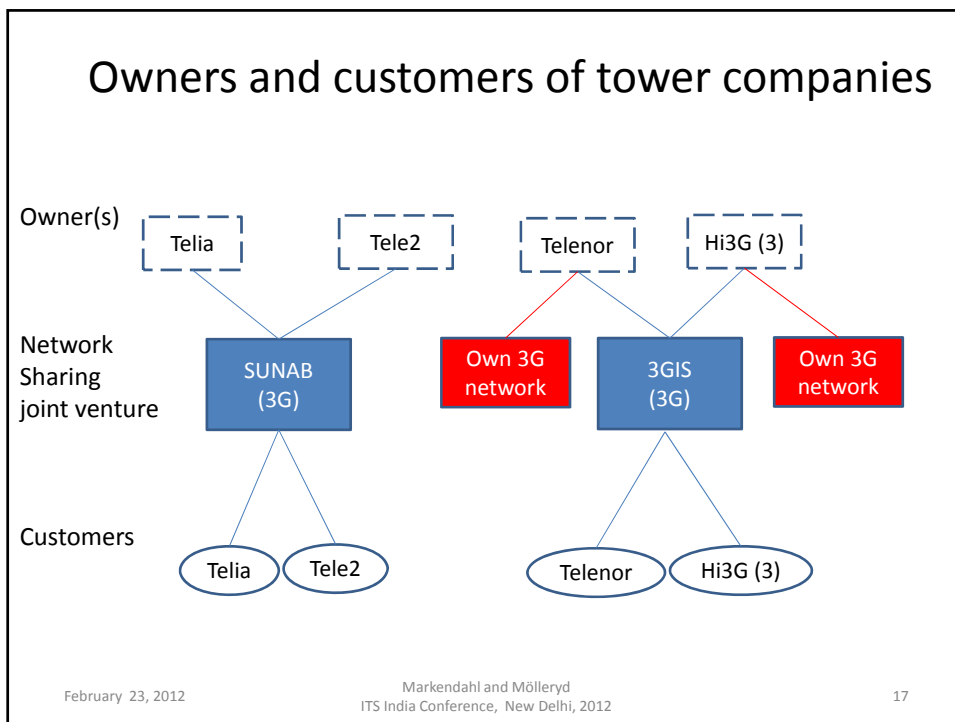 Owners and customers of tower companies
Owner(s)
Telia
Tele2
Telenor
Hi3G (3)
Network
Sharing
joint venture
SUNAB
(3G)
Own 3G
network
3GIS
(3G)
Own 3G
network
Customers
Telia
Tele2
Telenor
Hi3G (3)
February 23, 2012
Markendahl and Mölleryd
ITS India Conference, New Delhi, 2012
17